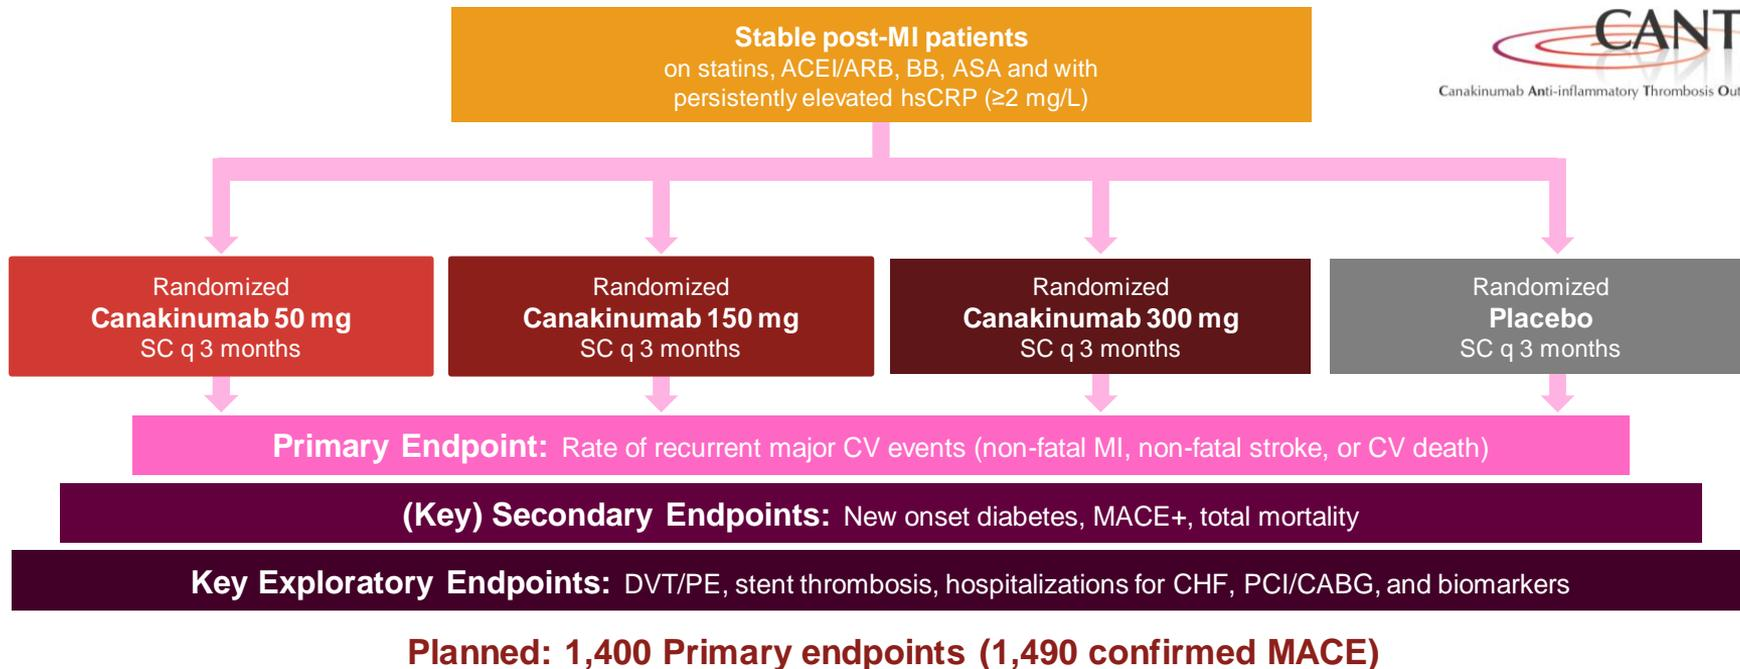 Stable post-MI patients
on statins, ACEI/ARB, BB, ASA and with
persistently elevated hsCRP (≥2 mg/L)
CANT
Canakinumab Anti-inflammatory Thrombosis Out
Randomized
Canakinumab 50 mg
SC q 3 months
Randomized
Canakinumab 150 mg
SC q 3 months
Randomized
Canakinumab 300 mg
SC q 3 months
Randomized
Placebo
SC q 3 months
Primary Endpoint: Rate of recurrent major CV events (non-fatal MI, non-fatal stroke, or CV death)
(Key) Secondary Endpoints: New onset diabetes, MACE+, total mortality
Key Exploratory Endpoints: DVT/PE, stent thrombosis, hospitalizations for CHF, PCI/CABG, and biomarkers
Planned: 1,400 Primary endpoints (1,490 confirmed MACE)